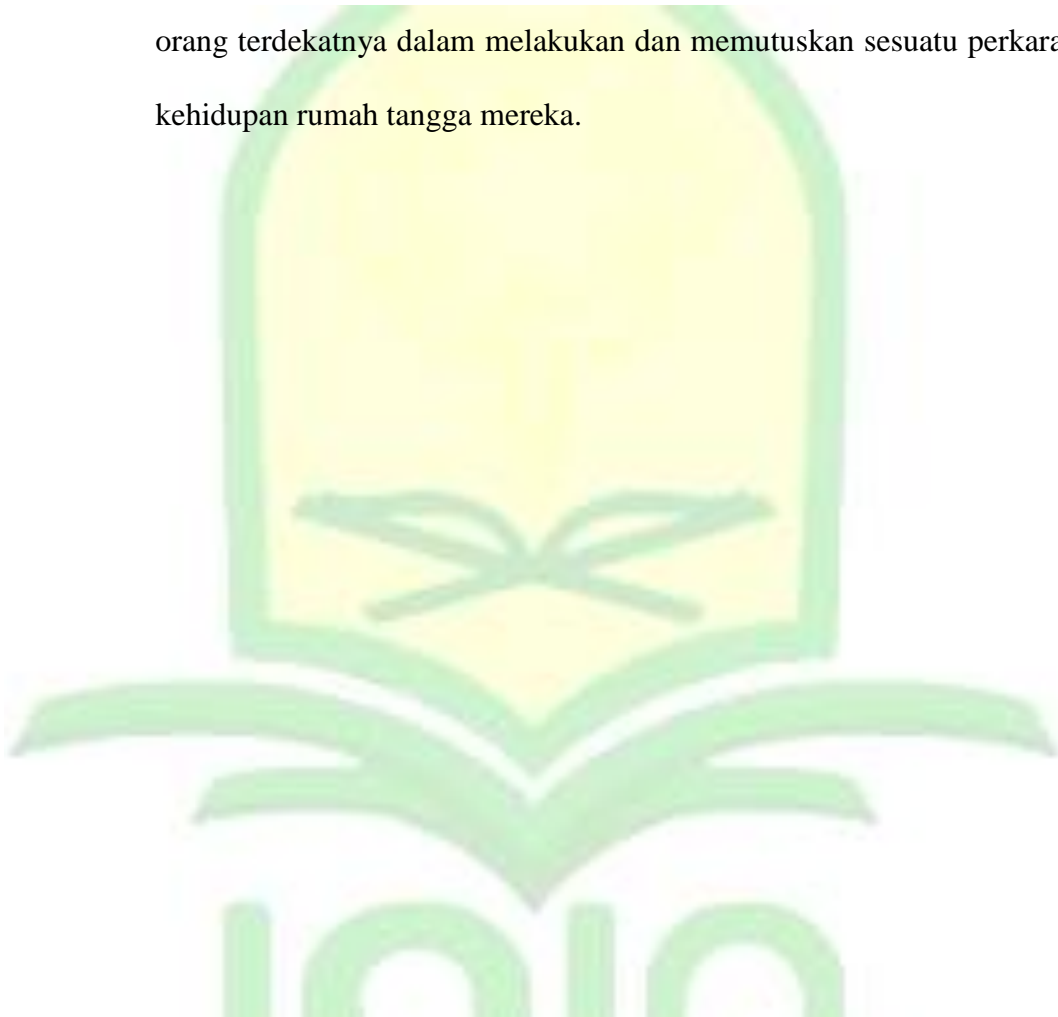 orang terdekatnya dalam melakukan dan memutuskan sesuatu perkara
kehidupan rumah tangga mereka.